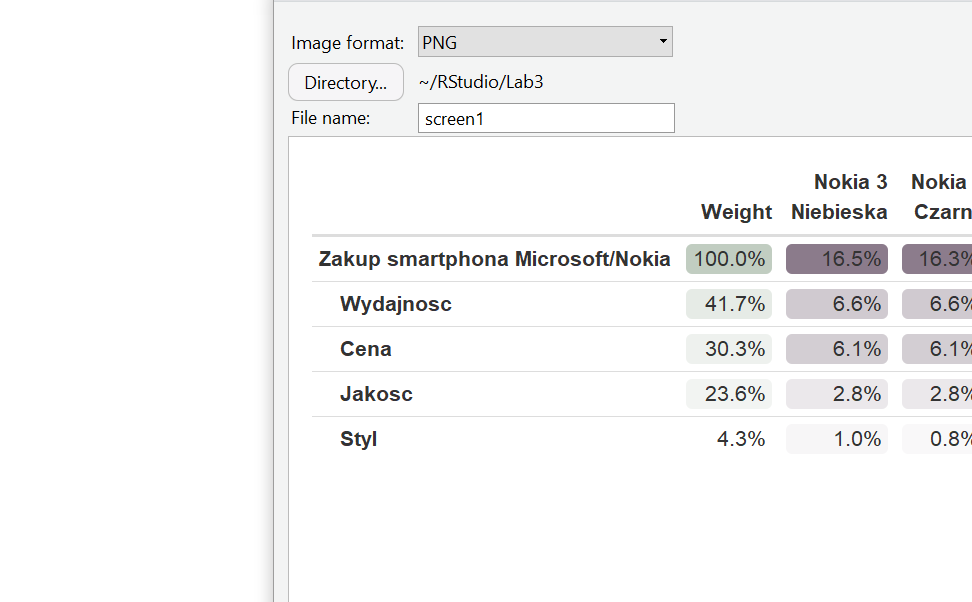 Image format: PNG
Directory... ~/RStudio/Lab3
File name: screen1
Nokia 3 Nokia
Weight Niebieska Czarn
Zakup smartphona Microsoft/Nokia 100.0% 16.5% 16.3%
Wydajnosc 41.7% 6.6% 6.6%
Cena 30.3% 6.1% 6.1%
Jakosc 23.6% 2.8% 2.8%
Styl 4.3% 1.0% 0.8%